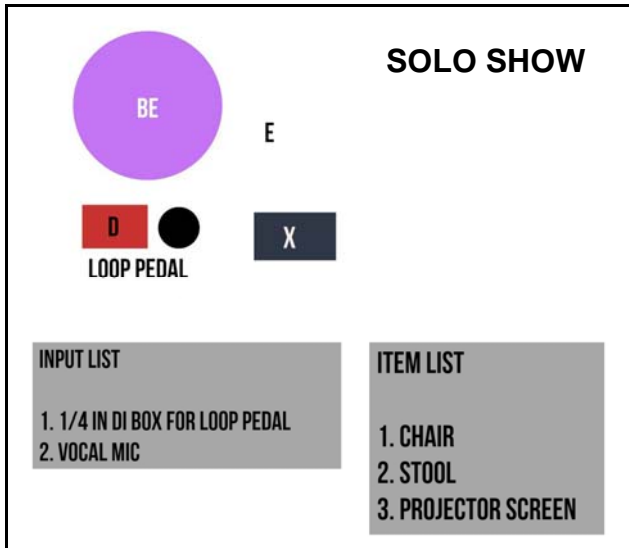 SOLO SHOW
BE
E
D
X
LOOP PEDAL
INPUT LIST
1. 1/4 IN DI BOX FOR LOOP PEDAL
2. VOCAL MIC
ITEM LIST
1. CHAIR
2. STOOL
3. PROJECTOR SCREEN